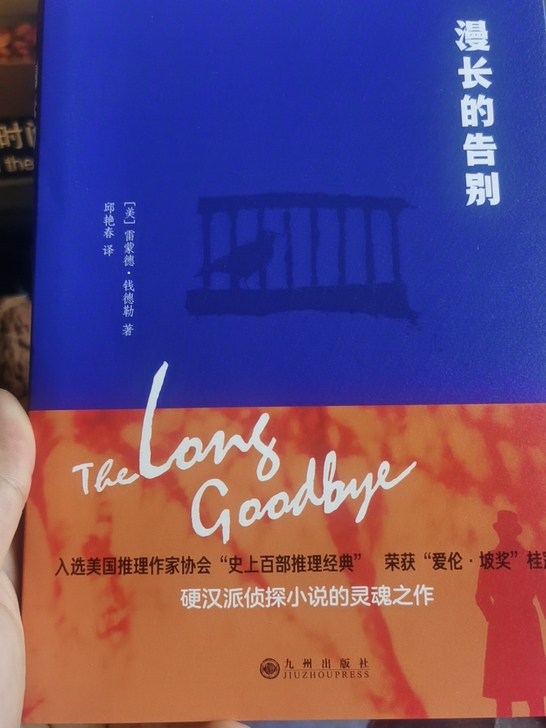 漫长的告别
[美] 雷蒙德·钱德勒 著
邱艳春 译
The Long
Goodbye
入选美国推理作家协会“史上百部推理经典” 荣获“爱伦·坡奖”桂
硬汉派侦探小说的灵魂之作
九州出版社
JIUZHOUPRESS
时
the